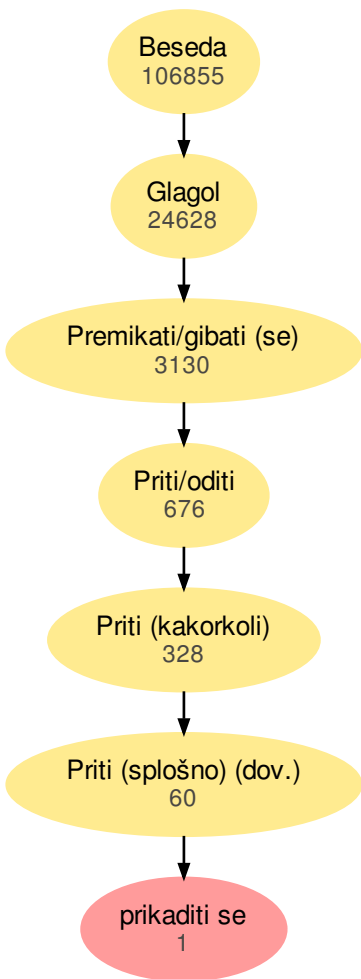 Beseda
106855
Glagol
24628
Premikati/gibati (se)
3130
Priti/oditi
676
Priti (kakorkoli)
328
Priti (splošno) (dov.)
60
prikaditi se
1